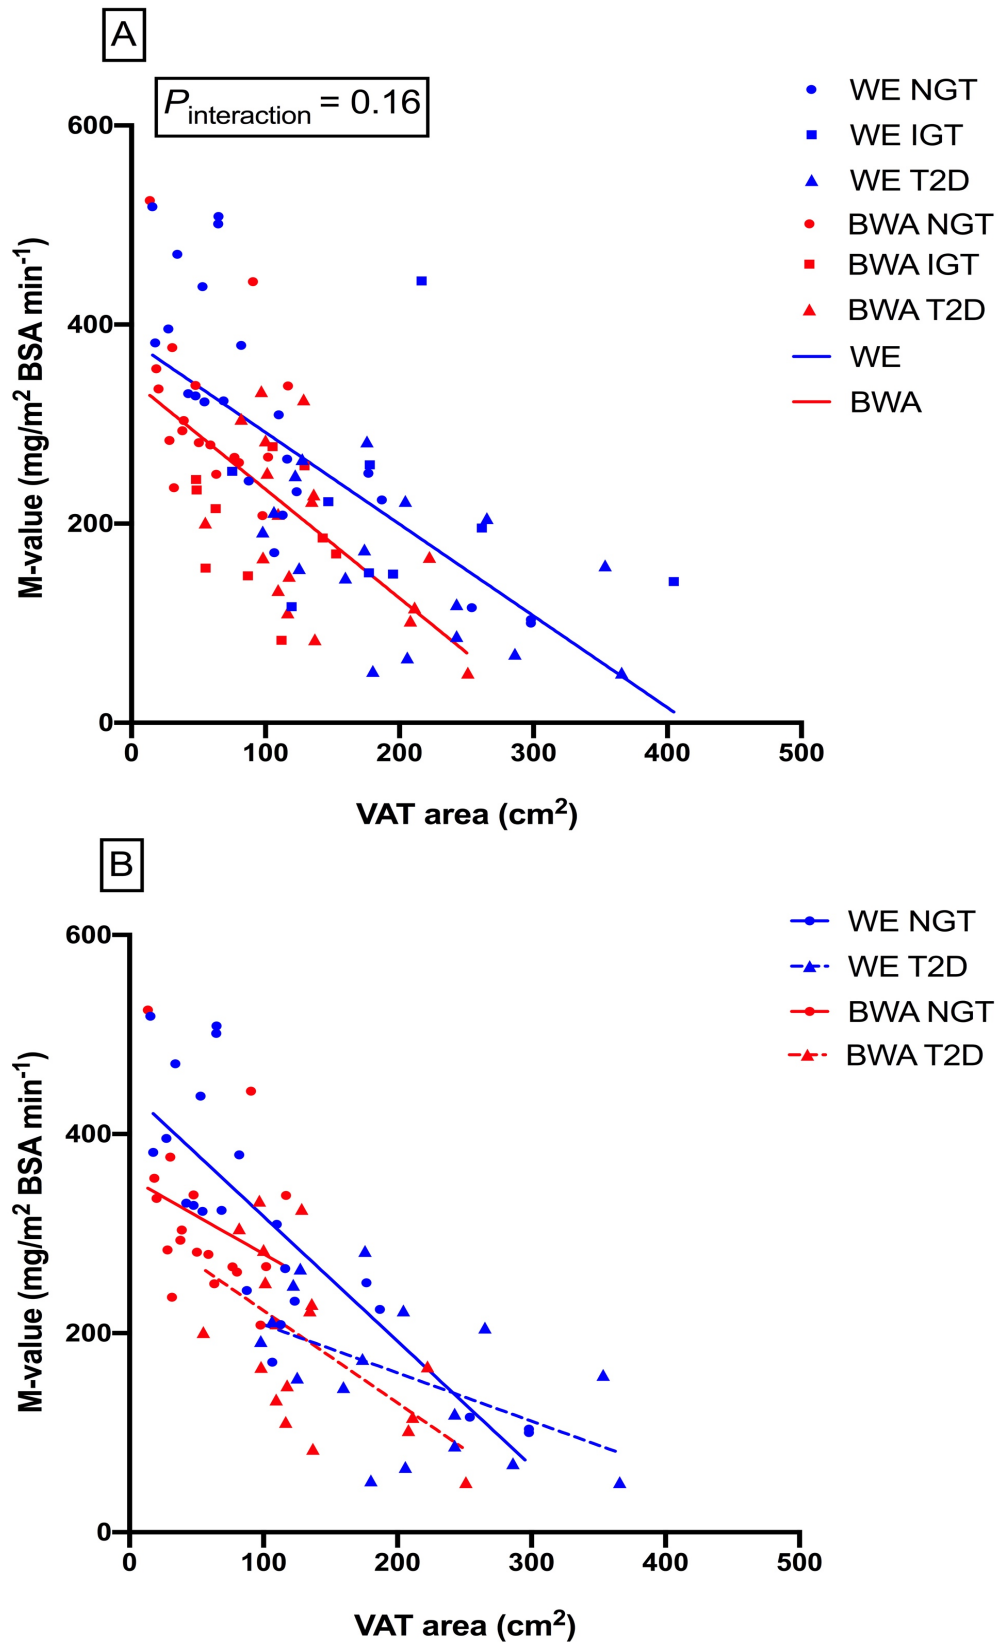 A
P interaction = 0.16
WE NGT
WE IGT
WE T2D
BWA NGT
BWA IGT
BWA T2D
WE
BWA
M-value (mg/m² BSA min⁻¹)
600
400
200
0
0 100 200 300 400 500
VAT area (cm²)
B
WE NGT
WE T2D
BWA NGT
BWA T2D
M-value (mg/m² BSA min⁻¹)
600
400
200
0
0 100 200 300 400 500
VAT area (cm²)